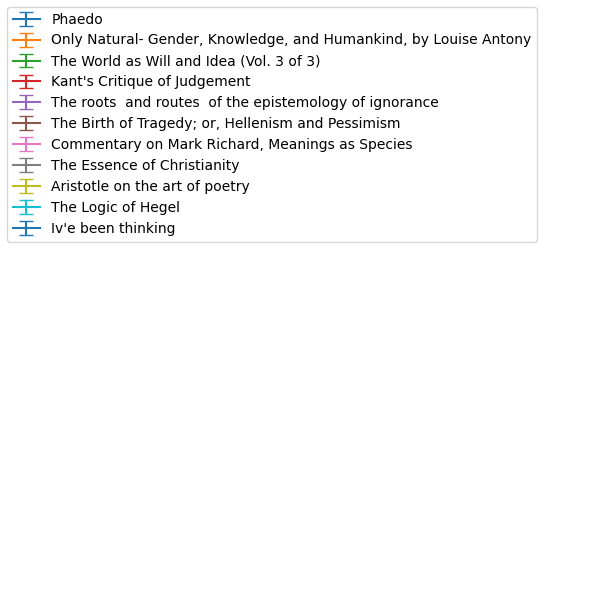 Phaedo
Only Natural- Gender, Knowledge, and Humankind, by Louise Antony
The World as Will and Idea (Vol. 3 of 3)
Kant's Critique of Judgement
The roots  and routes  of the epistemology of ignorance
The Birth of Tragedy; or, Hellenism and Pessimism
Commentary on Mark Richard, Meanings as Species
The Essence of Christianity
Aristotle on the art of poetry
The Logic of Hegel
Iv'e been thinking